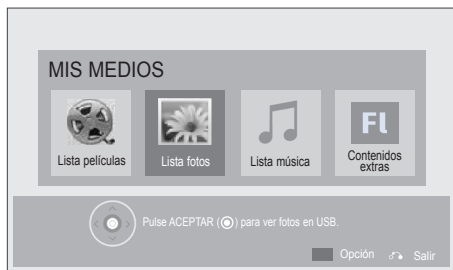 MIS MEDIOS
Lista películas
Lista fotos
Lista música
Fl
Contenidos
extras
Pulse ACEPTAR (◉) para ver fotos en USB.
Opción
Salir